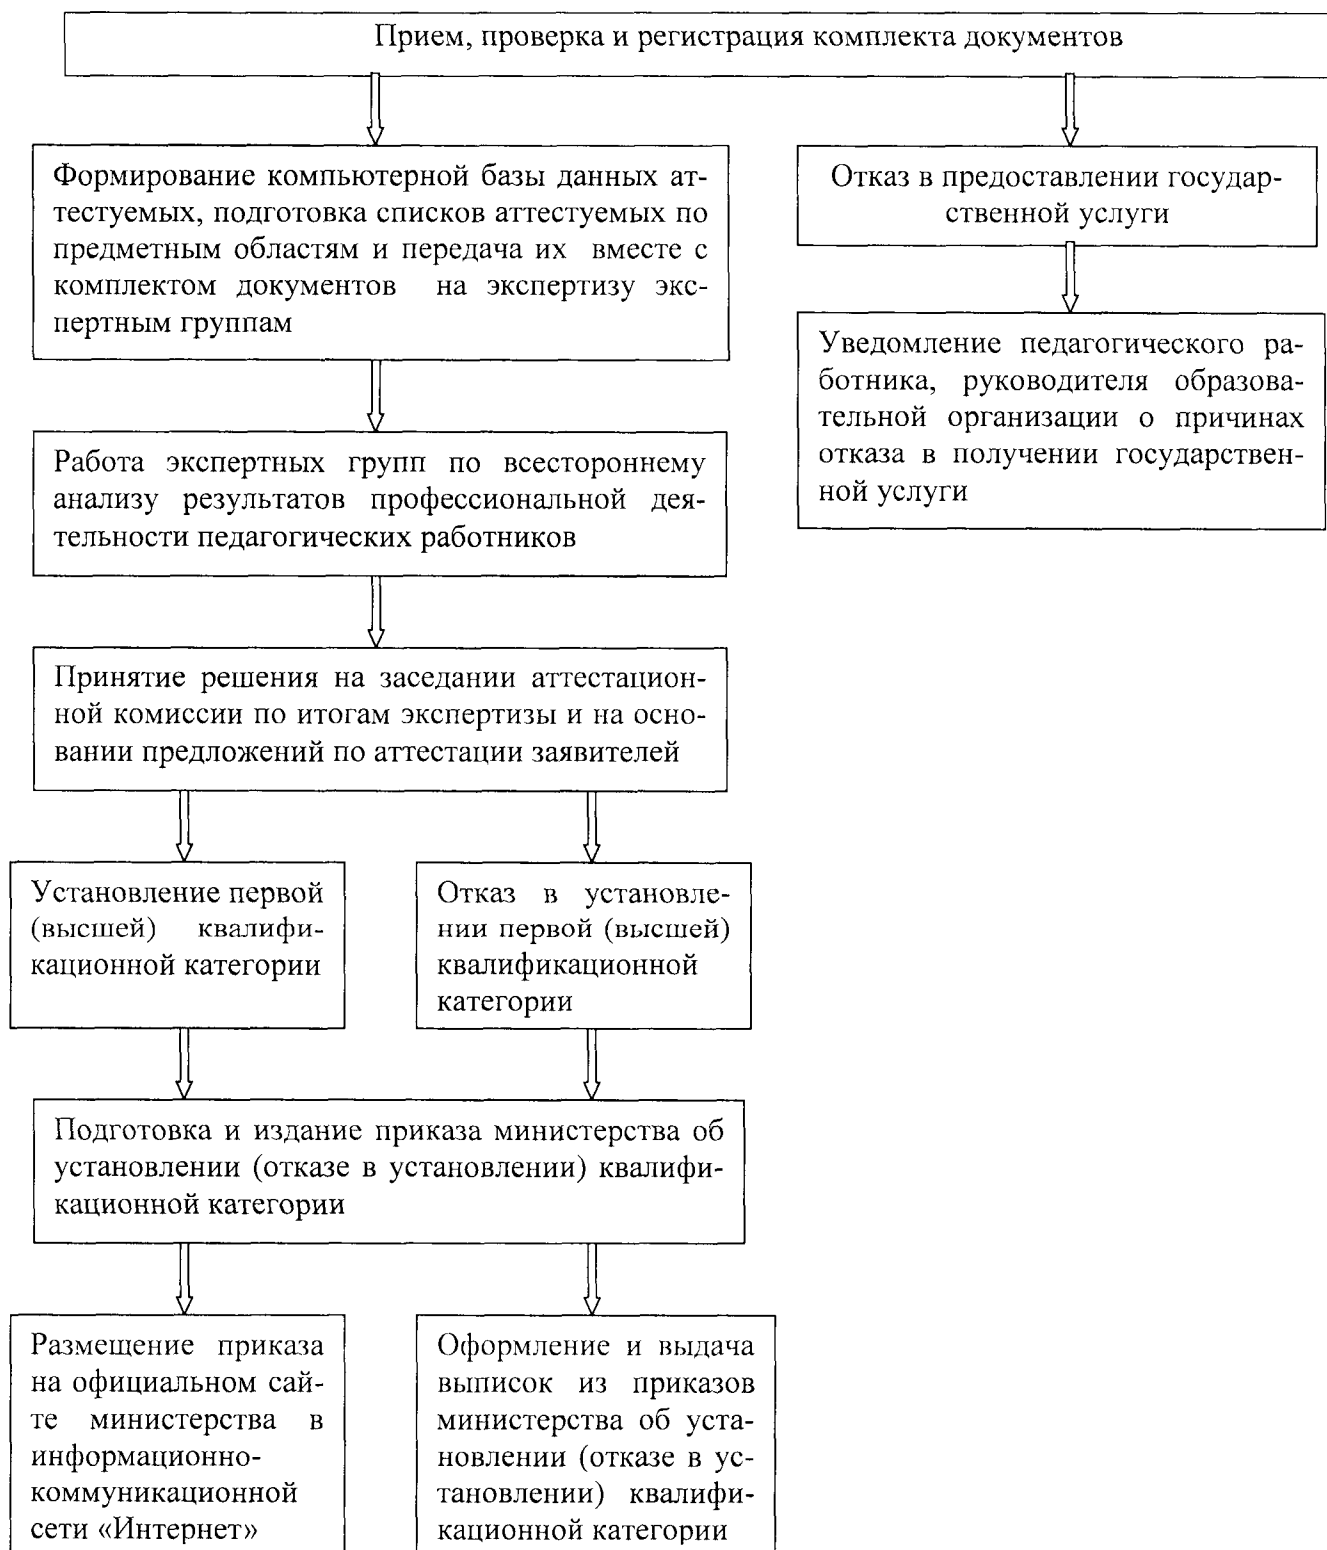 Прием, проверка и регистрация комплекта документов
Формирование компьютерной базы данных ат-
тестуемых, подготовка списков аттестуемых по
предметным областям и передача их вместе с
комплектом документов на экспертизу экс-
пертным группам
Отказ в предоставлении государ-
ственной услуги
Уведомление педагогического ра-
ботника, руководителя образова-
тельной организации о причинах
отказа в получении государствен-
ной услуги
Работа экспертных групп по всестороннему
анализу результатов профессиональной дея-
тельности педагогических работников
Принятие решения на заседании аттестацион-
ной комиссии по итогам экспертизы и на осно-
вании предложений по аттестации заявителей
Установление первой
(высшей) квалифи-
кационной категории
Отказ в установле-
нии первой (высшей)
квалификационной
категории
Подготовка и издание приказа министерства об
установлении (отказе в установлении) квалифи-
кационной категории
Размещение приказа
на официальном сай-
те министерства в
информационно-
коммуникационной
сети «Интернет»
Оформление и выдача
выписок из приказов
министерства об уста-
новлении (отказе в ус-
тановлении) квалифи-
кационной категории